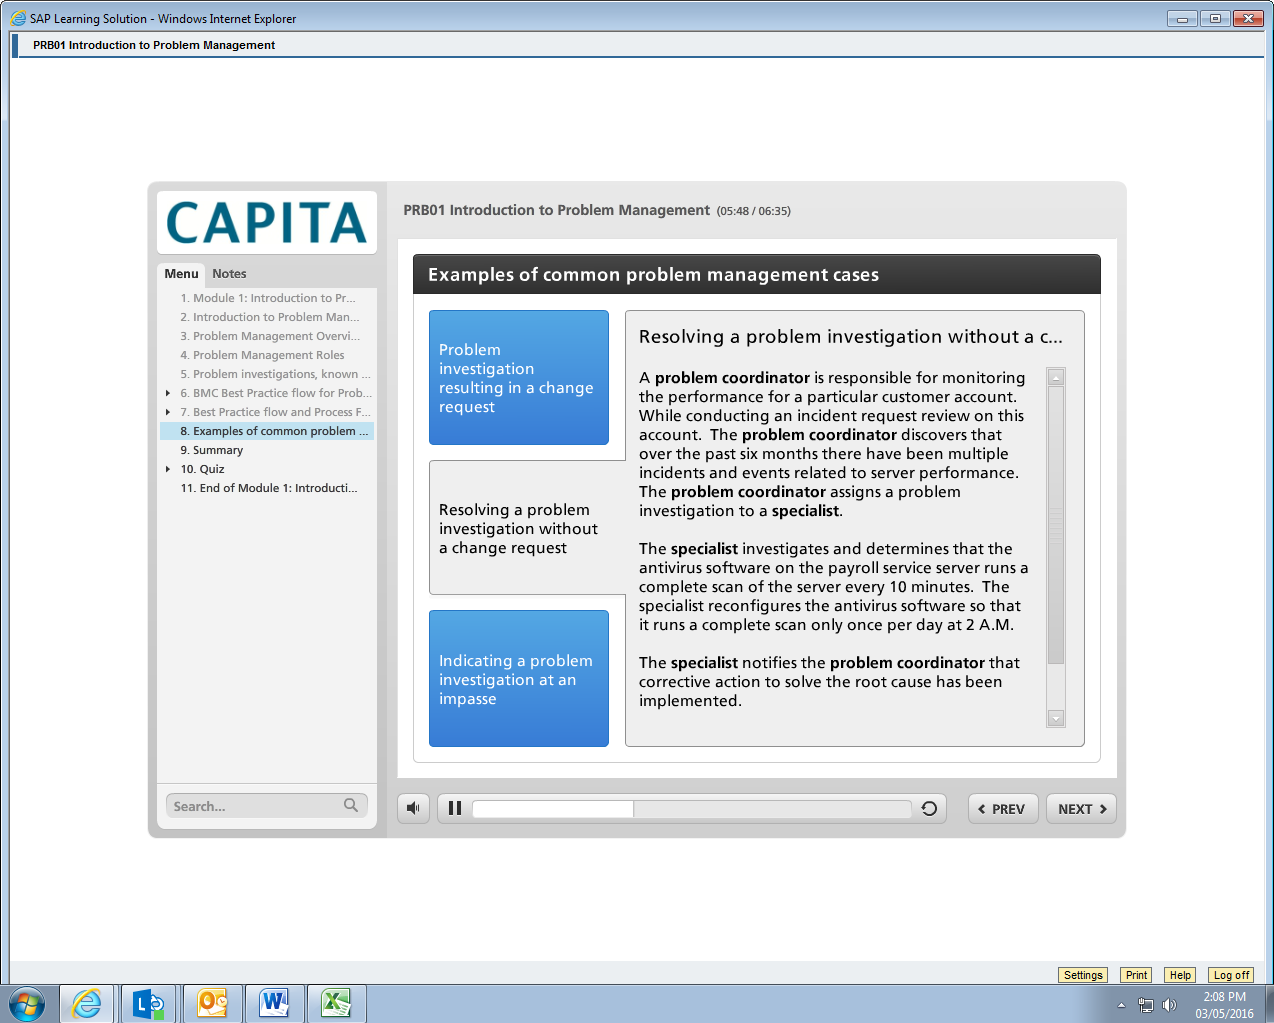 SAP Learning Solution - Windows Internet Explorer
PRB01 Introduction to Problem Management
CAPITA
PRB01 Introduction to Problem Management (05:48 / 06:35)
Menu Notes
1. Module 1: Introduction to Pr...
2. Introduction to Problem Man...
3. Problem Management Overvi...
4. Problem Management Roles
5. Problem investigations, known ...
6. BMC Best Practice flow for Prob...
7. Best Practice flow and Process F...
8. Examples of common problem ...
9. Summary
10. Quiz
11. End of Module 1: Introducti...
Search...
Examples of common problem management cases
Problem
investigation
resulting in a change
request
Resolving a problem
investigation without
a change request
Indicating a problem
investigation at an
impasse
Resolving a problem investigation without a c...
A problem coordinator is responsible for monitoring
the performance for a particular customer account.
While conducting an incident request review on this
account.  The problem coordinator discovers that
over the past six months there have been multiple
incidents and events related to server performance.
The problem coordinator assigns a problem
investigation to a specialist.
The specialist investigates and determines that the
antivirus software on the payroll service server runs a
complete scan of the server every 10 minutes.  The
specialist reconfigures the antivirus software so that
it runs a complete scan only once per day at 2 A.M.
The specialist notifies the problem coordinator that
corrective action to solve the root cause has been
implemented.
PREV
NEXT
Settings Print Help Log off
2:08 PM
03/05/2016